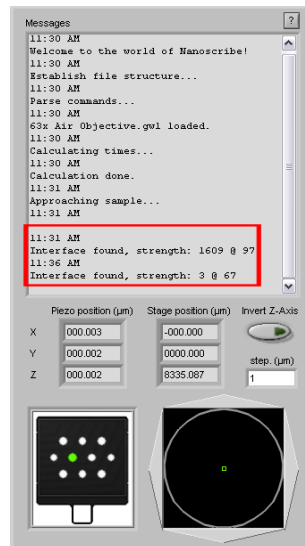 Messages
?
11:30 AM
Welcome to the world of Nanoscribe!
11:30 AM
Establish file structure...
11:30 AM
Parse commands...
11:30 AM
63x Air Objective.gwl loaded.
11:30 AM
Calculating times...
11:30 AM
Calculation done.
11:31 AM
Approaching sample...
11:31 AM
11:31 AM
Interface found, strength: 1609 @ 97
11:36 AM
Interface found, strength: 3 @ 67
Piezo position (µm) Stage position (µm) Invert Z-Axis
X 000.003 -000.000
Y 000.002 0000.000
step. (µm)
Z 000.002 8335.087 1